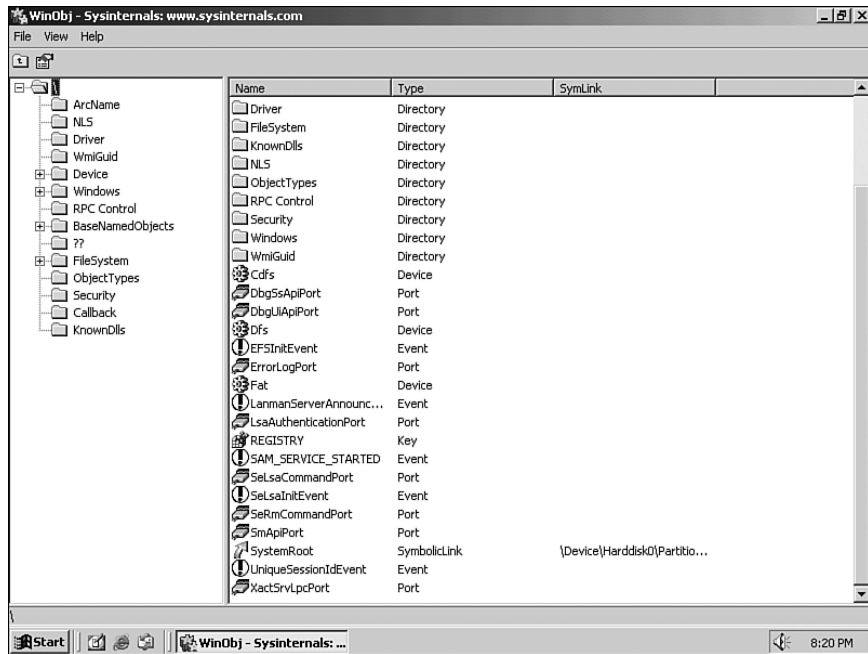 WinObj - Sysinternals: www.sysinternals.com
File View Help
\
ArcName
NLS
Driver
WmiGuid
Device
Windows
RPC Control
BaseNamedObjects
??
FileSystem
ObjectTypes
Security
Callback
KnownDlls
Name Type SymLink
Driver Directory
FileSystem Directory
KnownDlls Directory
NLS Directory
ObjectTypes Directory
RPC Control Directory
Security Directory
Windows Directory
WmiGuid Directory
Cdfs Device
DbgSsApiPort Port
DbgUiApiPort Port
Dfs Device
EFSInitEvent Event
ErrorLogPort Port
Fat Device
LanmanServerAnnounc... Event
LsaAuthenticationPort Port
REGISTRY Key
SAM_SERVICE_STARTED Event
SeLsaCommandPort Port
SeLsaInitEvent Event
SeRmCommandPort Port
SmApiPort Port
SystemRoot SymbolicLink \Device\Harddisk0\Partitio...
UniqueSessionIdEvent Event
XactSrvLpcPort Port
\
Start WinObj - Sysinternals: ... 8:20 PM